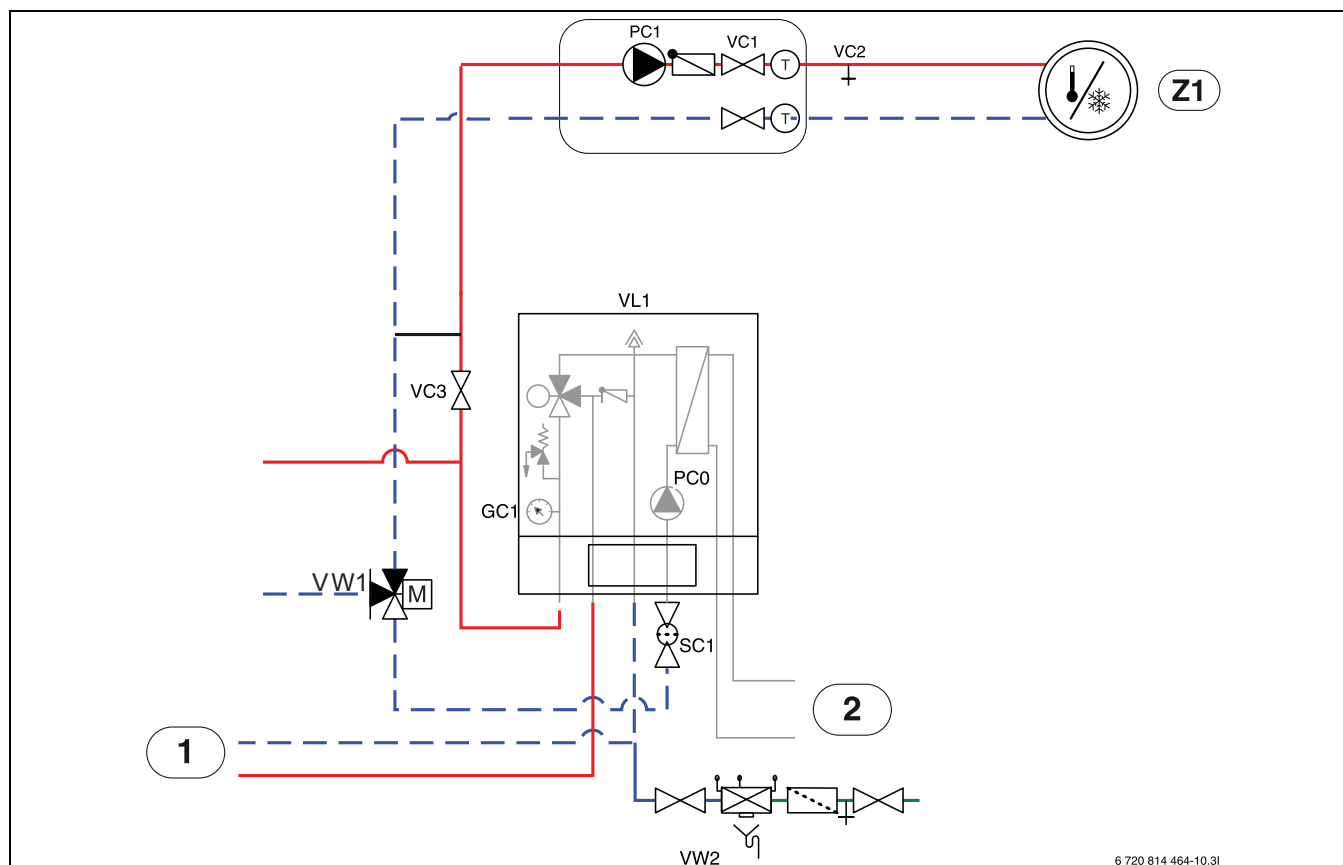 PC1
VC1
VC2
T
Z1
T
VL1
VC3
PC0
GC1
VW1
M
SC1
2
1
VW2
6 720 814 464-10.3I